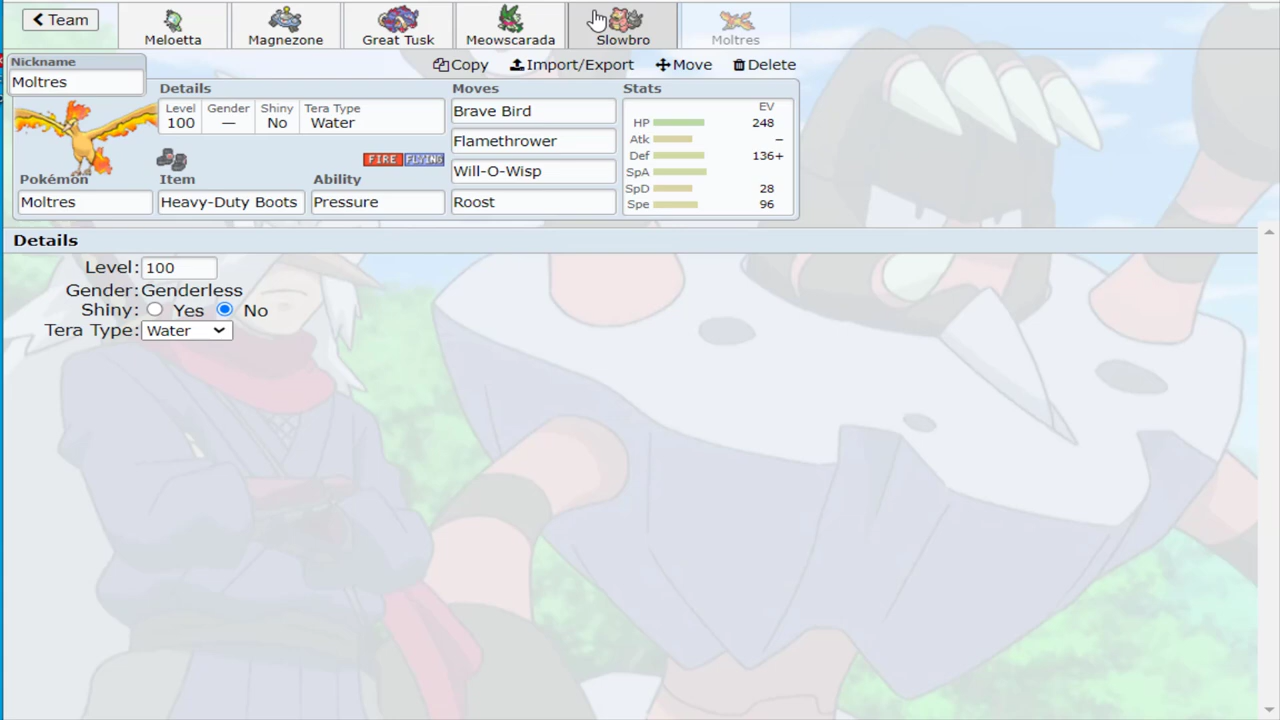 Team
Meloetta
Magnezone
Great Tusk
Meowscarada
Slowbro
Moltres
Nickname
Moltres
Copy
Import/Export
Move
Delete
Details
Level
100
Gender
—
Shiny
No
Tera Type
Water
FIRE FLYING
Pokémon
Moltres
Item
Heavy-Duty Boots
Ability
Pressure
Moves
Brave Bird
Flamethrower
Will-O-Wisp
Roost
Stats
EV
HP 248
Atk –
Def 136+
SpA
SpD 28
Spe 96
Details
Level: 100
Gender: Genderless
Shiny: Yes No
Tera Type: Water